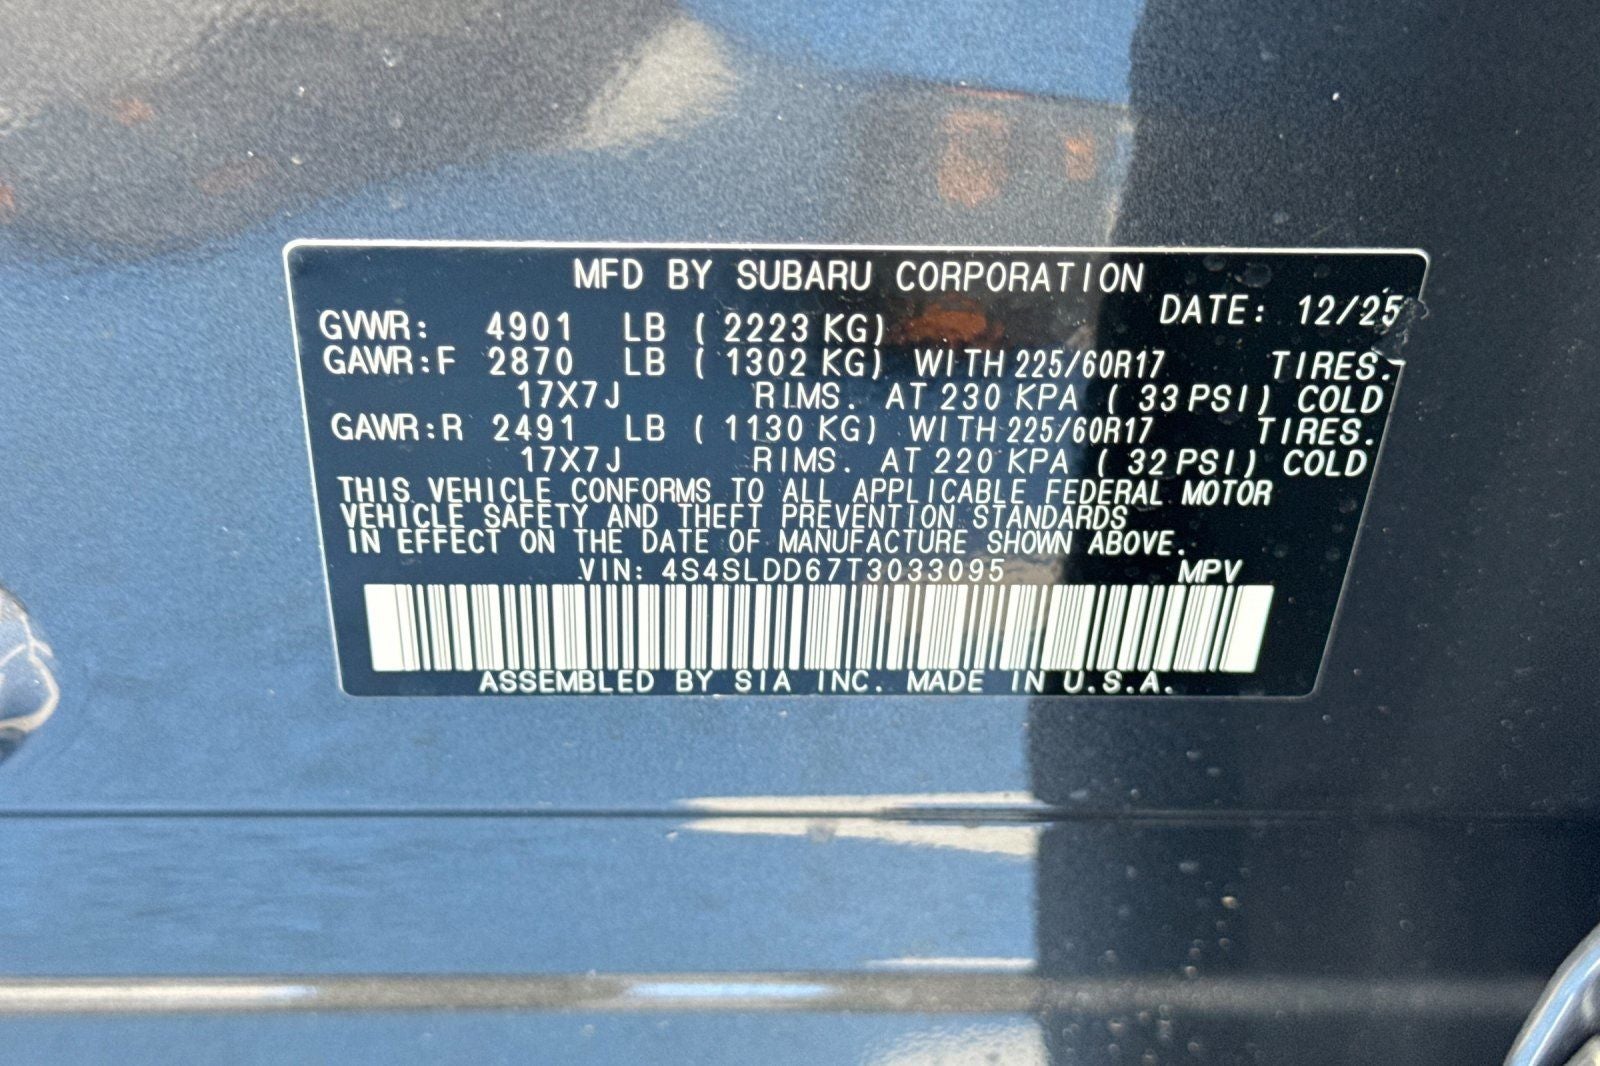 MFD BY SUBARU CORPORATION
DATE: 12/25
GVWR: 4901 LB ( 2223 KG)
GAWR:F 2870 LB ( 1302 KG) WITH 225/60R17 TIRES.
17X7J RIMS. AT 230 KPA ( 33 PSI) COLD
GAWR:R 2491 LB ( 1130 KG) WITH 225/60R17 TIRES.
17X7J RIMS. AT 220 KPA ( 32 PSI) COLD
THIS VEHICLE CONFORMS TO ALL APPLICABLE FEDERAL MOTOR
VEHICLE SAFETY AND THEFT PREVENTION STANDARDS
IN EFFECT ON THE DATE OF MANUFACTURE SHOWN ABOVE.
VIN: 4S4SLDD67T3033095 MPV
ASSEMBLED BY SIA INC. MADE IN U.S.A.